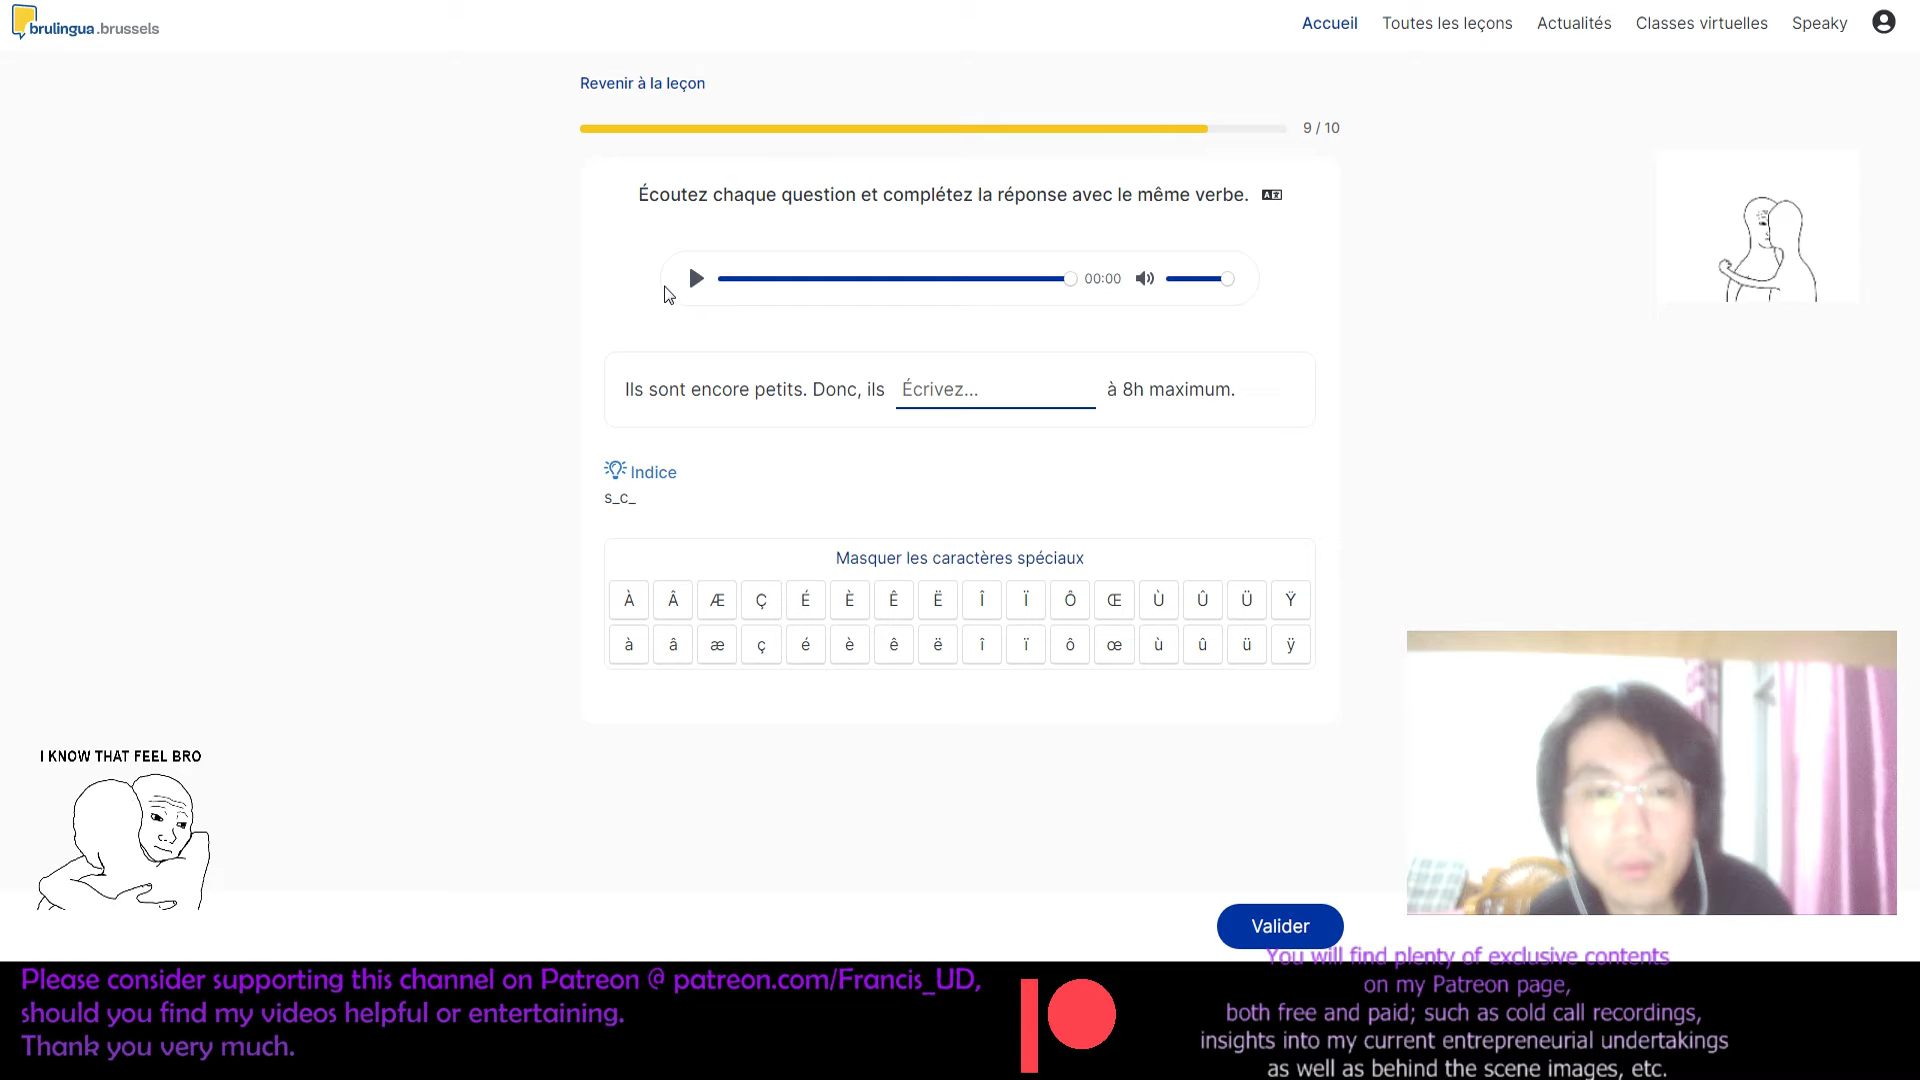 brulingua.brussels
Accueil
Toutes les leçons
Actualités
Classes virtuelles
Speaky
Revenir à la leçon
9 / 10
Écoutez chaque question et complétez la réponse avec le même verbe.
00:00
Ils sont encore petits. Donc, ils Écrivez... à 8h maximum.
Indice
s_c_
Masquer les caractères spéciaux
À Â Æ Ç É È Ê Ë Î Ï Ô Œ Ù Û Ü Ÿ
à â æ ç é è ê ë î ï ô œ ù û ü ÿ
I KNOW THAT FEEL BRO
Valider
Please consider supporting this channel on Patreon @ patreon.com/Francis_UD,
should you find my videos helpful or entertaining.
Thank you very much.
You will find plenty of exclusive contents
on my Patreon page,
both free and paid; such as cold call recordings,
insights into my current entrepreneurial undertakings
as well as behind the scene images, etc.